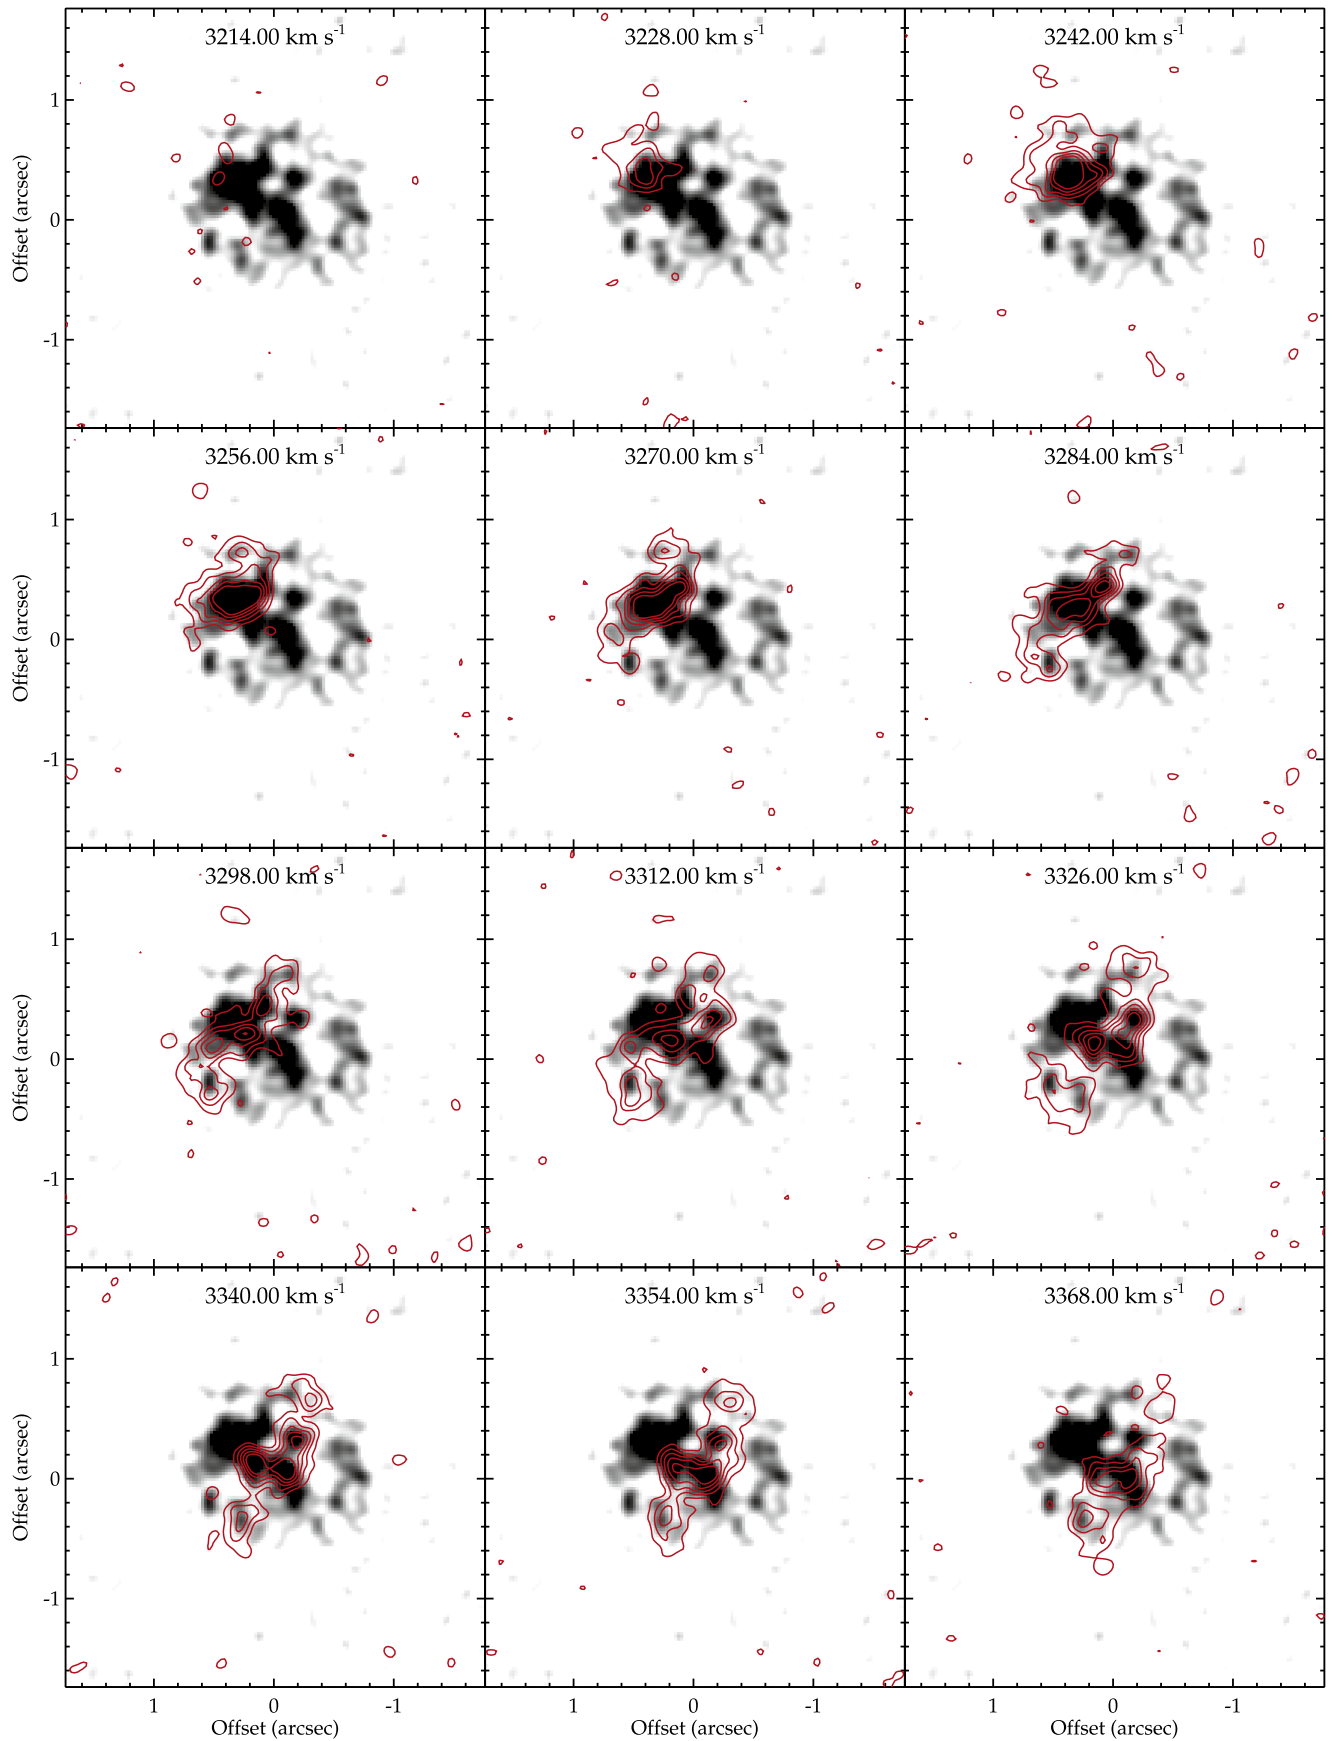 3214.00 km s⁻¹ 3228.00 km s⁻¹ 3242.00 km s⁻¹
1
Offset (arcsec)
0
-1
3256.00 km s⁻¹ 3270.00 km s⁻¹ 3284.00 km s⁻¹
1
Offset (arcsec)
0
-1
3298.00 km s⁻¹ 3312.00 km s⁻¹ 3326.00 km s⁻¹
1
Offset (arcsec)
0
-1
3340.00 km s⁻¹ 3354.00 km s⁻¹ 3368.00 km s⁻¹
1
Offset (arcsec)
0
-1
1 0 -1 1 0 -1 1 0 -1
Offset (arcsec) Offset (arcsec) Offset (arcsec)